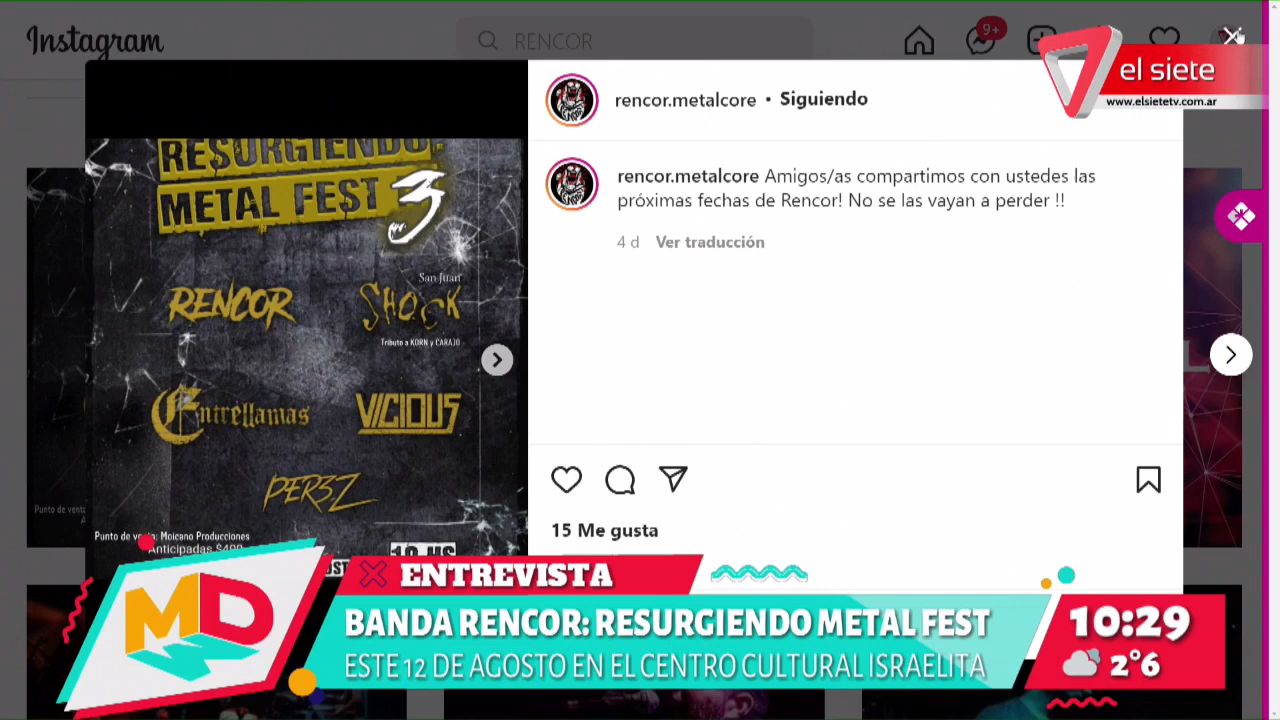 Instagram
RENCOR
9+
el siete
www.elsietetv.com.ar
rencor.metalcore • Siguiendo
rencor.metalcore Amigos/as compartimos con ustedes las
próximas fechas de Rencor! No se las vayan a perder !!
4 d Ver traducción
RESURGIENDO:
METAL FEST 3
RENCOR
San Juan
SHOCK
Tributo a KORN y CARAJO
Entrellamas
VICIOUS
PER3Z
Punto de venta: Moicano Producciones
Anticipadas $400
HS
15 Me gusta
MD
ENTREVISTA
BANDA RENCOR: RESURGIENDO METAL FEST
ESTE 12 DE AGOSTO EN EL CENTRO CULTURAL ISRAELITA
10:29
2°6